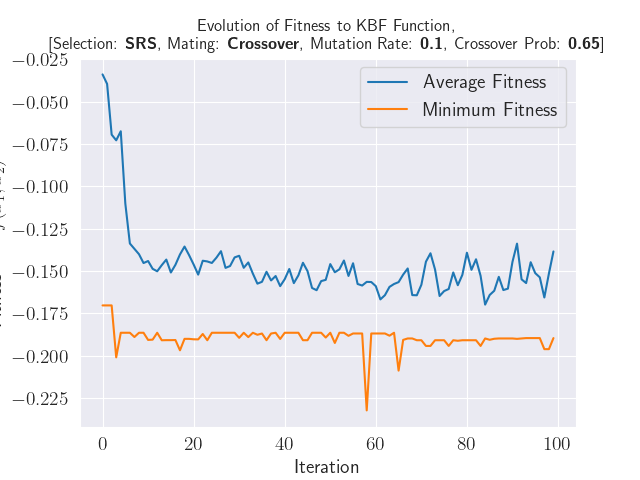 Evolution of Fitness to KBF Function,
[Selection: SRS, Mating: Crossover, Mutation Rate: 0.1, Crossover Prob: 0.65]
Average Fitness
Minimum Fitness
−0.025
−0.050
−0.075
−0.100
−0.125
−0.150
−0.175
−0.200
−0.225
0 20 40 60 80 100
Iteration